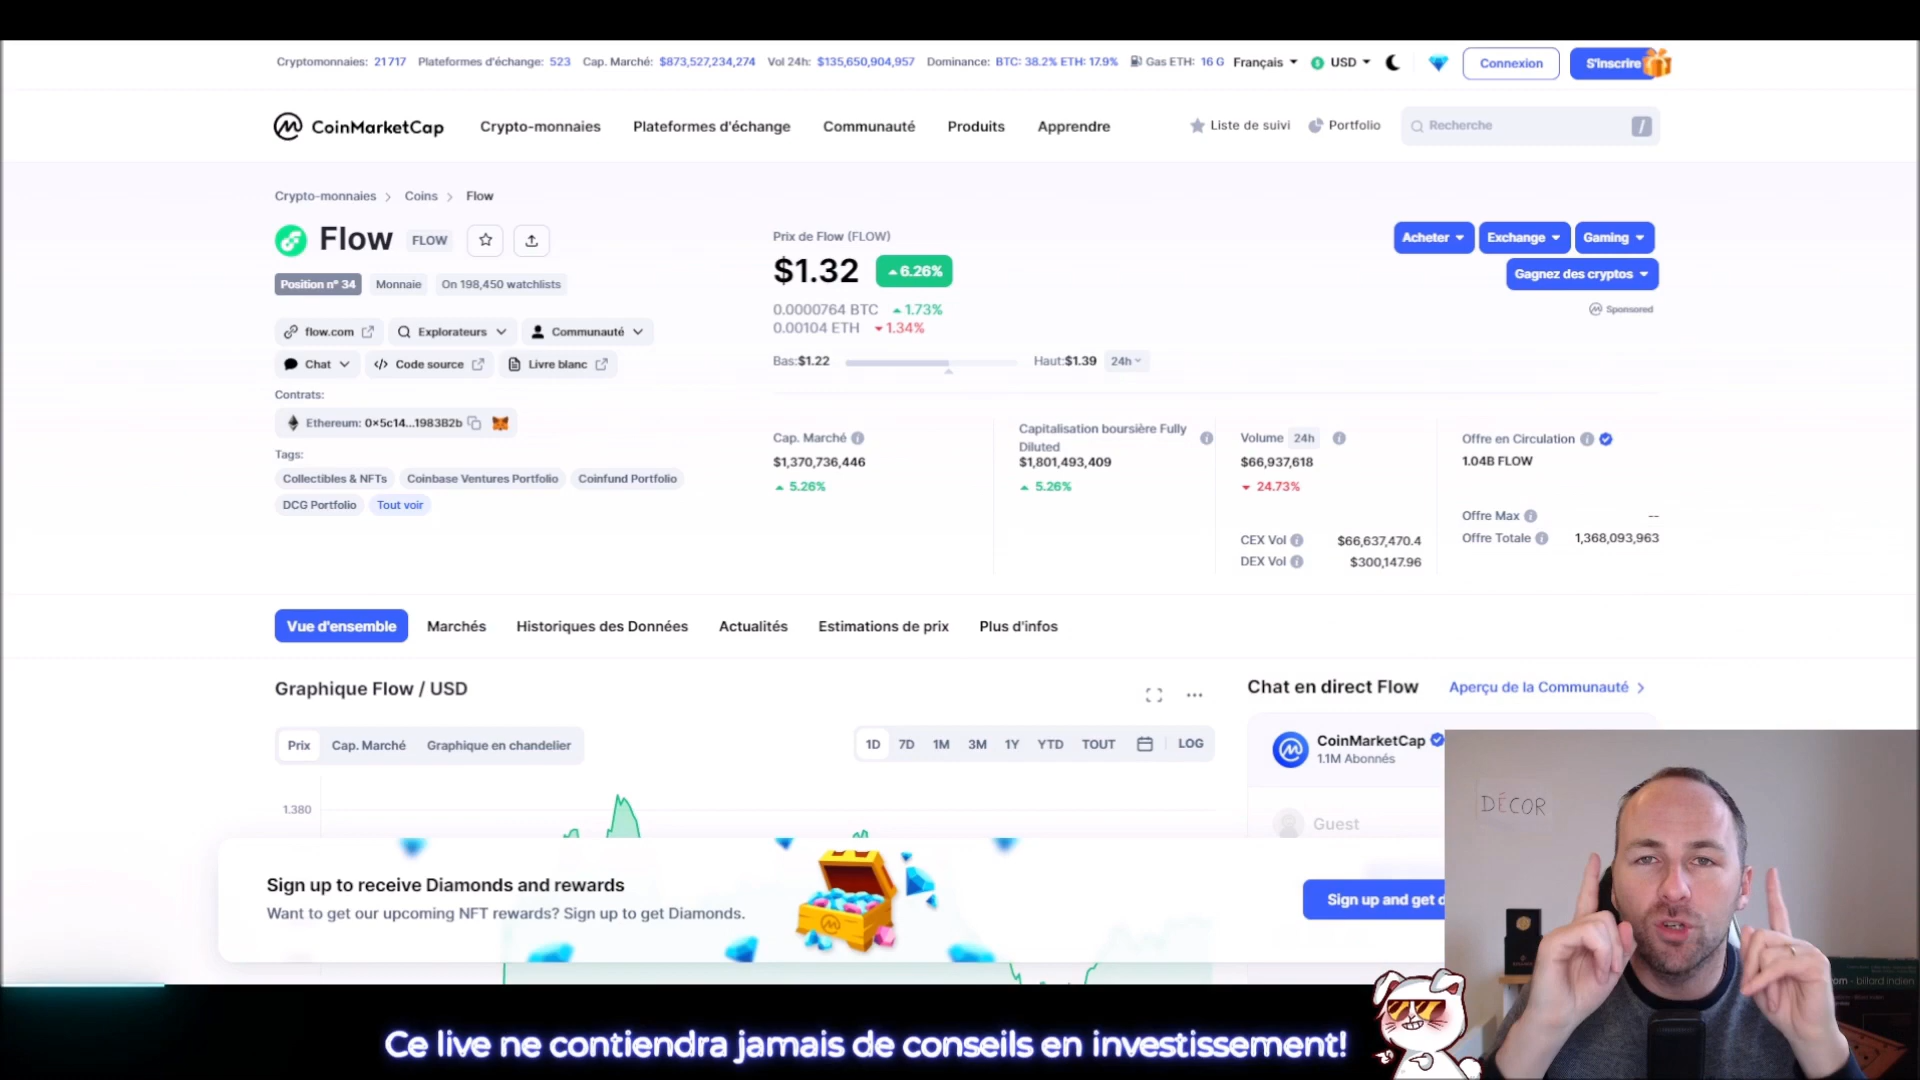 Cryptomonnaies: 21 717 Plateformes d'échange: 523 Cap. Marché: $873,527,234,274 Vol 24h: $135,650,904,957 Dominance: BTC: 38.2% ETH: 17.9% Gas ETH: 16 G Français USD Connexion S'inscrire
CoinMarketCap Crypto-monnaies Plateformes d'échange Communauté Produits Apprendre Liste de suivi Portfolio Recherche /
Crypto-monnaies > Coins > Flow
Flow FLOW
Position n° 34 Monnaie On 198,450 watchlists
flow.com Explorateurs Communauté
Chat Code source Livre blanc
Contrats:
Ethereum: 0x5c14...198382b
Tags:
Collectibles & NFTs Coinbase Ventures Portfolio Coinfund Portfolio
DCG Portfolio Tout voir
Prix de Flow (FLOW)
$1.32 6.26%
0.0000764 BTC 1.73%
0.00104 ETH 1.34%
Bas:$1.22 Haut:$1.39 24h
Acheter Exchange Gaming
Gagnez des cryptos
Sponsored
Cap. Marché
$1,370,736,446
5.26%
Capitalisation boursière Fully
Diluted
$1,801,493,409
5.26%
Volume 24h
$66,937,618
24.73%
CEX Vol $66,637,470.4
DEX Vol $300,147.96
Offre en Circulation
1.04B FLOW
Offre Max --
Offre Totale 1,368,093,963
Vue d'ensemble Marchés Historiques des Données Actualités Estimations de prix Plus d'infos
Graphique Flow / USD
Prix Cap. Marché Graphique en chandelier
1D 7D 1M 3M 1Y YTD TOUT LOG
1.380
Chat en direct Flow Aperçu de la Communauté >
CoinMarketCap
1.1M Abonnés
Guest
Sign up to receive Diamonds and rewards
Want to get our upcoming NFT rewards? Sign up to get Diamonds.
Sign up and get d
DÉCOR
om - billard indien
Ce live ne contiendra jamais de conseils en investissement!